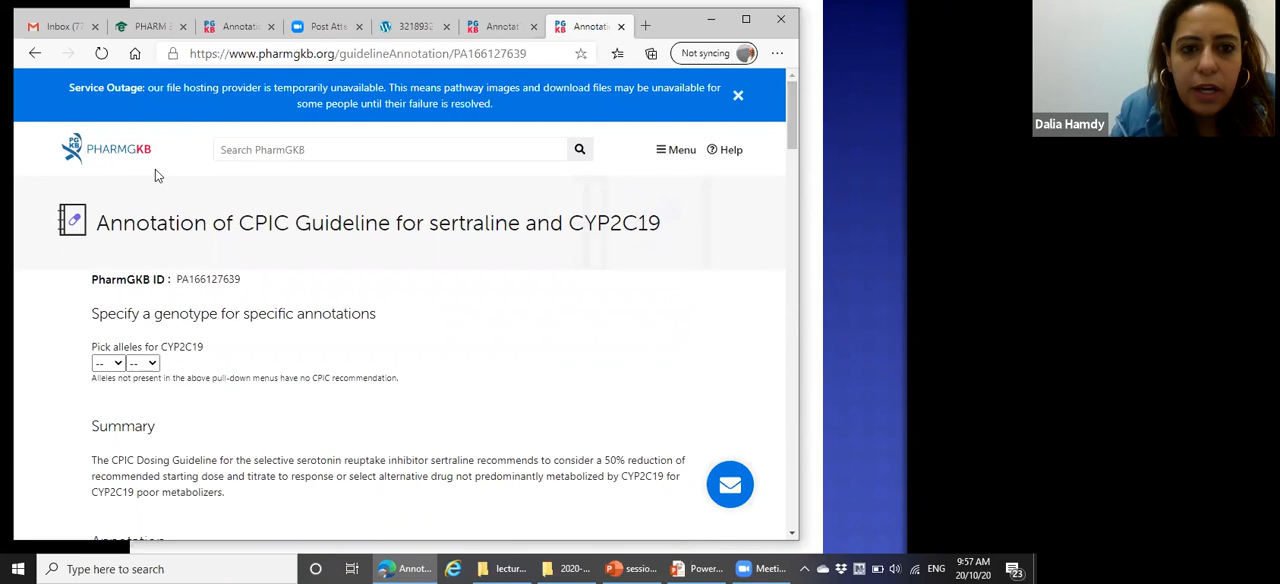 Inbox (7
PHARM
Annotati
Post Atte
3218932
Annotat
Annotati
https://www.pharmgkb.org/guidelineAnnotation/PA166127639
Not syncing
Service Outage: our file hosting provider is temporarily unavailable. This means pathway images and download files may be unavailable for
some people until their failure is resolved.
PHARMGKB
Search PharmGKB
Menu
Help
Annotation of CPIC Guideline for sertraline and CYP2C19
PharmGKB ID : PA166127639
Specify a genotype for specific annotations
Pick alleles for CYP2C19
-- --
Alleles not present in the above pull-down menus have no CPIC recommendation.
Summary
The CPIC Dosing Guideline for the selective serotonin reuptake inhibitor sertraline recommends to consider a 50% reduction of
recommended starting dose and titrate to response or select alternative drug not predominantly metabolized by CYP2C19 for
CYP2C19 poor metabolizers.
Annotation
Dalia Hamdy
Type here to search
Annot...
lectur...
2020-...
sessio...
Power...
Meeti...
ENG
9:57 AM
20/10/20
23